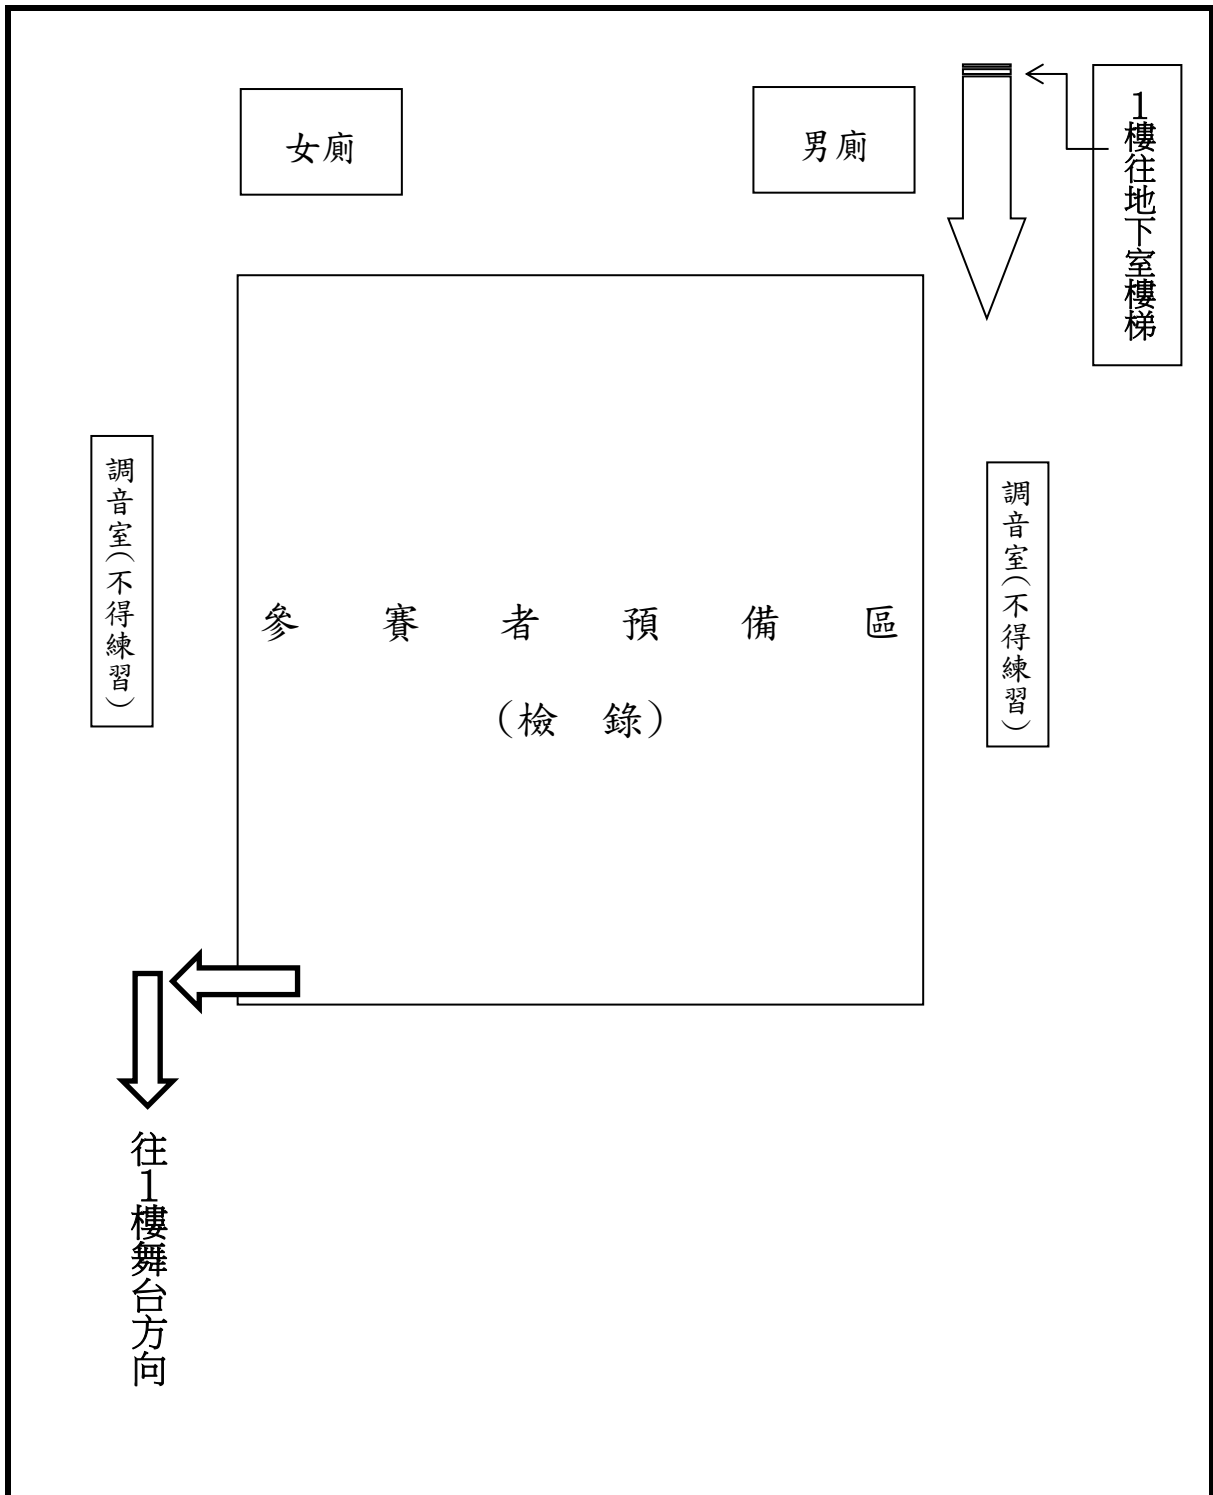 女廁
男廁
1樓往地下室樓梯
調音室(不得練習)
調音室(不得練習)
參賽者預備區
(檢錄)
往1樓舞台方向